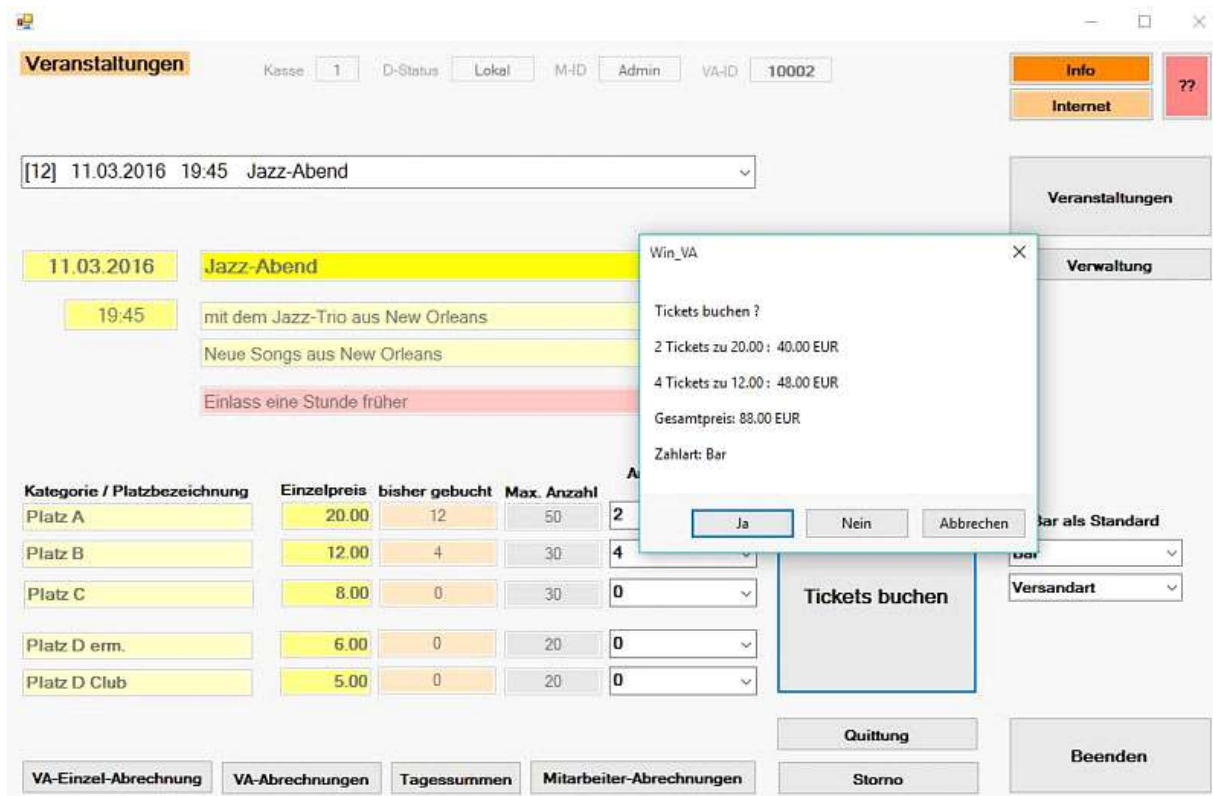 Veranstaltungen Kasse 1 D-Status Lokal M-ID Admin VA-ID 10002 Info ??
Internet
[12] 11.03.2016 19:45 Jazz-Abend
Veranstaltungen
Win_VA
11.03.2016 Jazz-Abend Verwaltung
Tickets buchen ?
19:45 mit dem Jazz-Trio aus New Orleans
2 Tickets zu 20.00 : 40.00 EUR
Neue Songs aus New Orleans
4 Tickets zu 12.00 : 48.00 EUR
Einlass eine Stunde früher
Gesamtpreis: 88.00 EUR
Zahlart: Bar
Kategorie / Platzbezeichnung Einzelpreis bisher gebucht Max. Anzahl
Platz A 20.00 12 50 2
Ja Nein Abbrechen als Standard
Platz B 12.00 4 30 4
Platz C 8.00 0 30 0 Tickets buchen Versandart
Platz D erm. 6.00 0 20 0
Platz D Club 5.00 0 20 0
Quittung
Beenden
VA-Einzel-Abrechnung VA-Abrechnungen Tagessummen Mitarbeiter-Abrechnungen Storno